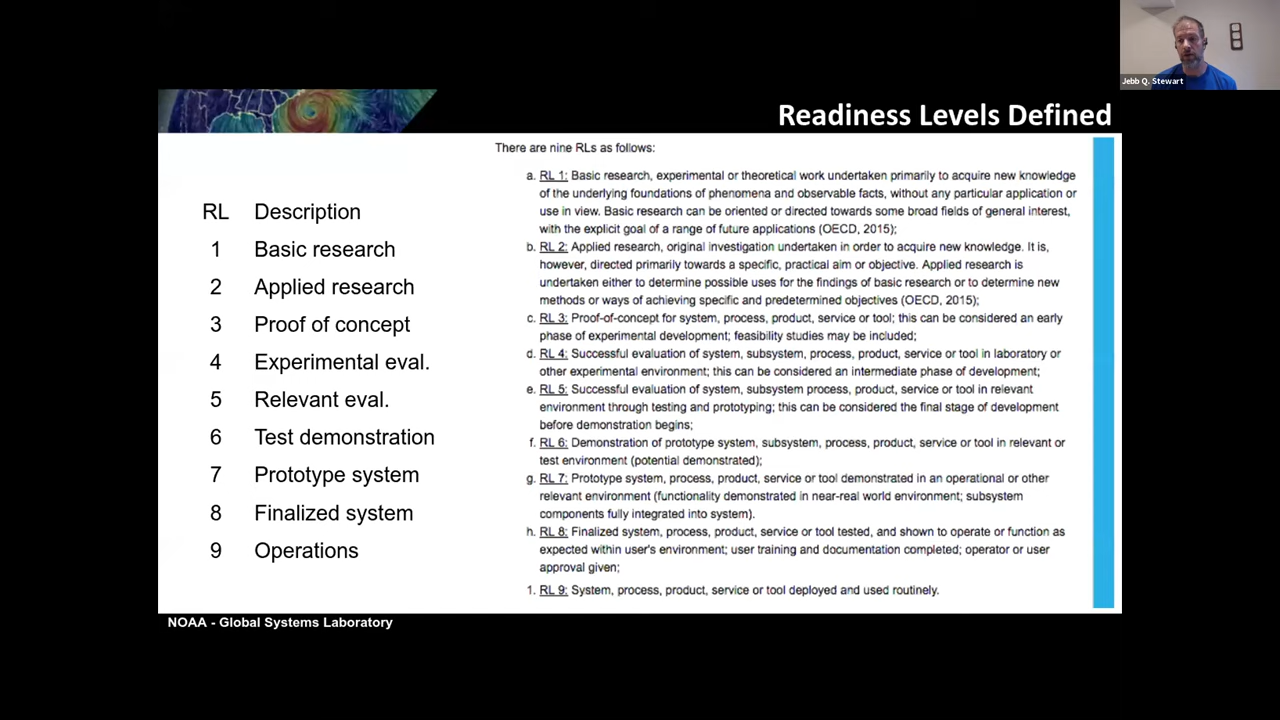 Jebb Q. Stewart
Readiness Levels Defined
RL Description
1 Basic research
2 Applied research
3 Proof of concept
4 Experimental eval.
5 Relevant eval.
6 Test demonstration
7 Prototype system
8 Finalized system
9 Operations
There are nine RLs as follows:
a. RL 1: Basic research, experimental or theoretical work undertaken primarily to acquire new knowledge
of the underlying foundations of phenomena and observable facts, without any particular application or
use in view. Basic research can be oriented or directed towards some broad fields of general interest,
with the explicit goal of a range of future applications (OECD, 2015);
b. RL 2: Applied research, original investigation undertaken in order to acquire new knowledge. It is,
however, directed primarily towards a specific, practical aim or objective. Applied research is
undertaken either to determine possible uses for the findings of basic research or to determine new
methods or ways of achieving specific and predetermined objectives (OECD, 2015);
c. RL 3: Proof-of-concept for system, process, product, service or tool; this can be considered an early
phase of experimental development; feasibility studies may be included;
d. RL 4: Successful evaluation of system, subsystem, process, product, service or tool in laboratory or
other experimental environment; this can be considered an intermediate phase of development;
e. RL 5: Successful evaluation of system, subsystem process, product, service or tool in relevant
environment through testing and prototyping; this can be considered the final stage of development
before demonstration begins;
f. RL 6: Demonstration of prototype system, subsystem, process, product, service or tool in relevant or
test environment (potential demonstrated);
g. RL 7: Prototype system, process, product, service or tool demonstrated in an operational or other
relevant environment (functionality demonstrated in near-real world environment; subsystem
components fully integrated into system).
h. RL 8: Finalized system, process, product, service or tool tested, and shown to operate or function as
expected within user's environment; user training and documentation completed; operator or user
approval given;
1. RL 9: System, process, product, service or tool deployed and used routinely.
NOAA - Global Systems Laboratory